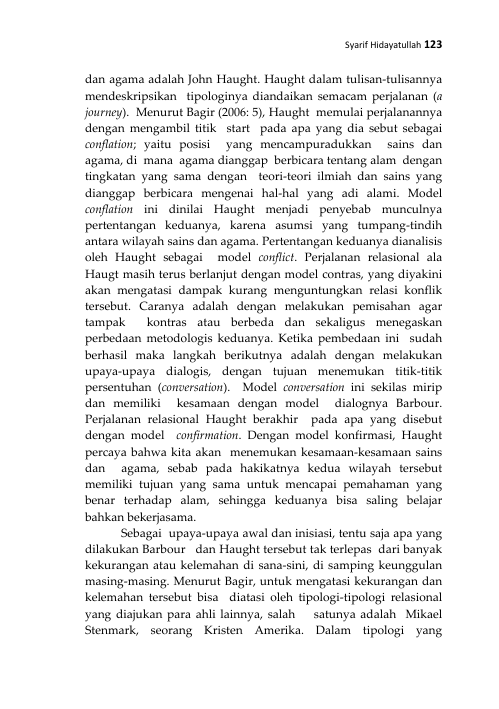 Syarif Hidayatullah 123
dan agama adalah John Haught. Haught dalam tulisan-tulisannya
mendeskripsikan tipologinya diandaikan semacam perjalanan (a
journey). Menurut Bagir (2006: 5), Haught memulai perjalanannya
dengan mengambil titik start pada apa yang dia sebut sebagai
conflation; yaitu posisi yang mencampuradukkan sains dan
agama, di mana agama dianggap berbicara tentang alam dengan
tingkatan yang sama dengan teori-teori ilmiah dan sains yang
dianggap berbicara mengenai hal-hal yang adi alami. Model
conflation ini dinilai Haught menjadi penyebab munculnya
pertentangan keduanya, karena asumsi yang tumpang-tindih
antara wilayah sains dan agama. Pertentangan keduanya dianalisis
oleh Haught sebagai model conflict. Perjalanan relasional ala
Haugt masih terus berlanjut dengan model contras, yang diyakini
akan mengatasi dampak kurang menguntungkan relasi konflik
tersebut. Caranya adalah dengan melakukan pemisahan agar
tampak kontras atau berbeda dan sekaligus menegaskan
perbedaan metodologis keduanya. Ketika pembedaan ini sudah
berhasil maka langkah berikutnya adalah dengan melakukan
upaya-upaya dialogis, dengan tujuan menemukan titik-titik
persentuhan (conversation). Model conversation ini sekilas mirip
dan memiliki kesamaan dengan model dialognya Barbour.
Perjalanan relasional Haught berakhir pada apa yang disebut
dengan model confirmation. Dengan model konfirmasi, Haught
percaya bahwa kita akan menemukan kesamaan-kesamaan sains
dan agama, sebab pada hakikatnya kedua wilayah tersebut
memiliki tujuan yang sama untuk mencapai pemahaman yang
benar terhadap alam, sehingga keduanya bisa saling belajar
bahkan bekerjasama.
Sebagai upaya-upaya awal dan inisiasi, tentu saja apa yang
dilakukan Barbour dan Haught tersebut tak terlepas dari banyak
kekurangan atau kelemahan di sana-sini, di samping keunggulan
masing-masing. Menurut Bagir, untuk mengatasi kekurangan dan
kelemahan tersebut bisa diatasi oleh tipologi-tipologi relasional
yang diajukan para ahli lainnya, salah satunya adalah Mikael
Stenmark, seorang Kristen Amerika. Dalam tipologi yang